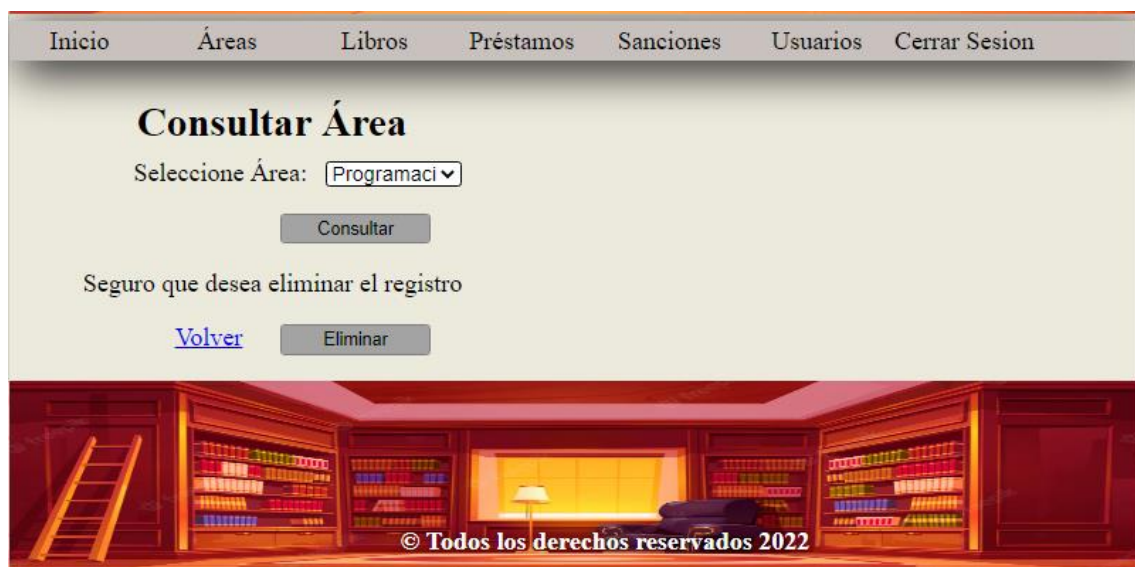 Inicio Áreas Libros Préstamos Sanciones Usuarios Cerrar Sesion
Consultar Área
Seleccione Área: Programaci
Consultar
Seguro que desea eliminar el registro
Volver Eliminar
© Todos los derechos reservados 2022